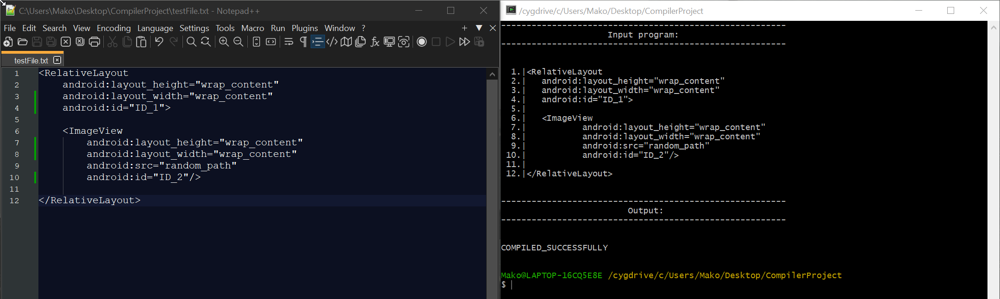 C:\Users\Mako\Desktop\CompilerProject\testFile.txt - Notepad++
File Edit Search View Encoding Language Settings Tools Macro Run Plugins Window ?
testFile.txt
1 <RelativeLayout
2     android:layout_height="wrap_content"
3     android:layout_width="wrap_content"
4     android:id="ID_1">
5
6     <ImageView
7         android:layout_height="wrap_content"
8         android:layout_width="wrap_content"
9         android:src="random_path"
10         android:id="ID_2"/>
11
12 </RelativeLayout>
/cygdrive/c/Users/Mako/Desktop/CompilerProject
--------------------------------------------------------
Input program:
--------------------------------------------------------
1.|<RelativeLayout
2.|   android:layout_height="wrap_content"
3.|   android:layout_width="wrap_content"
4.|   android:id="ID_1">
5.|
6.|   <ImageView
7.|           android:layout_height="wrap_content"
8.|           android:layout_width="wrap_content"
9.|           android:src="random_path"
10.|           android:id="ID_2"/>
11.|
12.|</RelativeLayout>
--------------------------------------------------------
Output:
--------------------------------------------------------
COMPILED_SUCCESSFULLY
Mako@LAPTOP-16CQ5E8E /cygdrive/c/Users/Mako/Desktop/CompilerProject
$